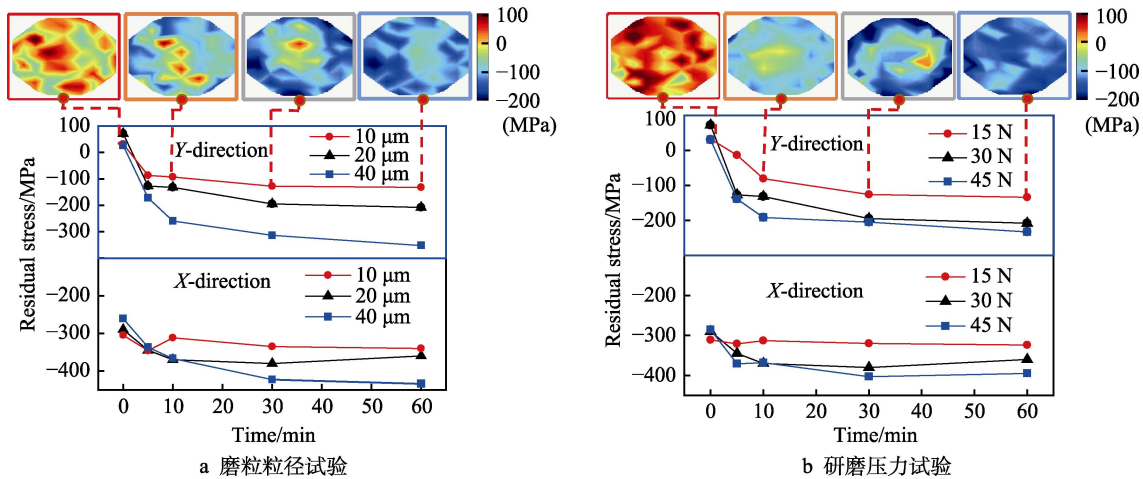 100
0
−100
−200
(MPa)
100
0
−100
−200
−300
Y-direction
10 μm
20 μm
40 μm
Residual stress/MPa
X-direction
10 μm
20 μm
40 μm
−200
−300
−400
0 10 20 30 40 50 60
Time/min
a 磨粒粒径试验
100
0
−100
−200
(MPa)
100
0
−100
−200
Y-direction
15 N
30 N
45 N
Residual stress/MPa
X-direction
15 N
30 N
45 N
−200
−300
−400
0 10 20 30 40 50 60
Time/min
b 研磨压力试验